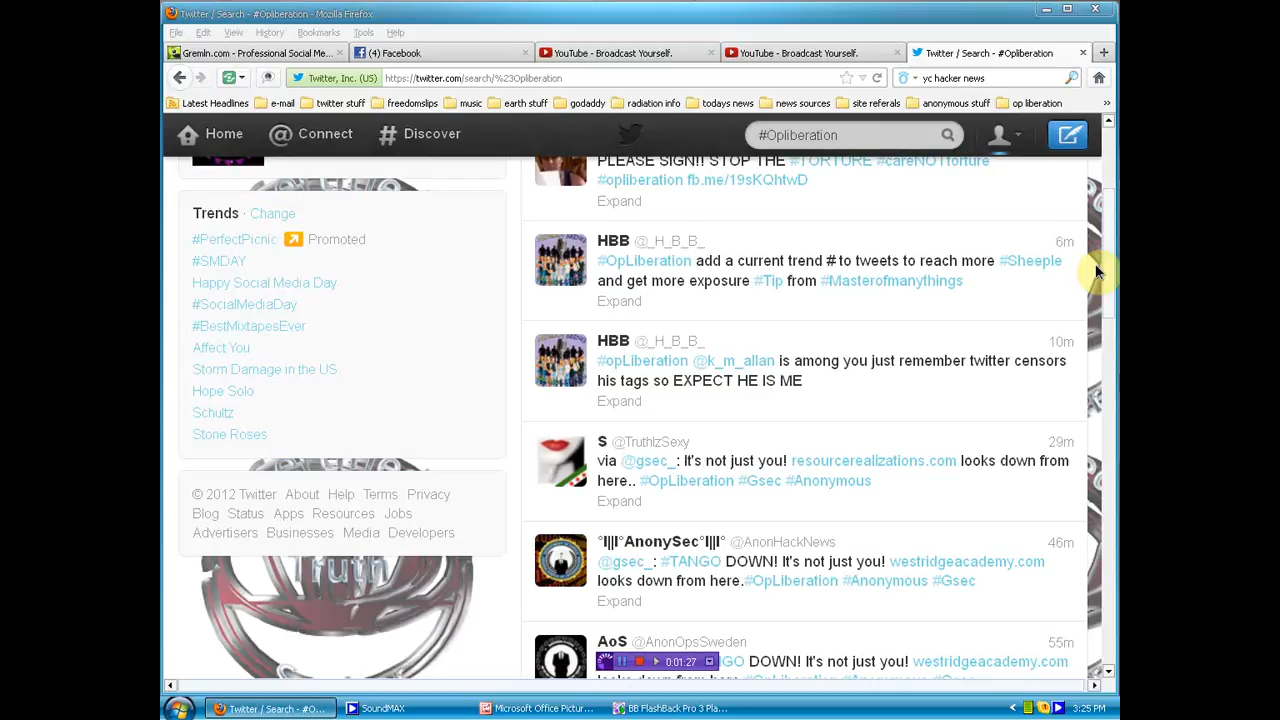 Twitter / Search - #Opliberation - Mozilla Firefox
File Edit View History Bookmarks Tools Help
Gremln.com - Professional Social Me... (4) Facebook YouTube - Broadcast Yourself. YouTube - Broadcast Yourself. Twitter / Search - #Opliberation
Twitter, Inc. (US) https://twitter.com/search/%23Opliberation yc hacker news
Latest Headlines e-mail twitter stuff freedomslips music earth stuff godaddy radiation info todays news news sources site referals anonymous stuff op liberation »
Home @ Connect # Discover #Opliberation
PLEASE SIGN!! STOP THE #TORTURE #careNOTtorture
#opliberation fb.me/19sKQhtwD
Expand
Trends · Change
#PerfectPicnic Promoted
#SMDAY
Happy Social Media Day
#SocialMediaDay
#BestMixtapesEver
Affect You
Storm Damage in the US
Hope Solo
Schultz
Stone Roses
© 2012 Twitter About Help Terms Privacy
Blog Status Apps Resources Jobs
Advertisers Businesses Media Developers
Truth
HBB @_H_B_B_ 6m
#OpLiberation add a current trend # to tweets to reach more #Sheeple
and get more exposure #Tip from #Masterofmanythings
Expand
HBB @_H_B_B_ 10m
#opLiberation @k_m_allan is among you just remember twitter censors
his tags so EXPECT HE IS ME
Expand
S @TruthIzSexy 29m
via @gsec_: It's not just you! resourcerealizations.com looks down from
here.. #OpLiberation #Gsec #Anonymous
Expand
°l|||l°AnonySec°l|||l° @AnonHackNews 46m
@gsec_: #TANGO DOWN! It's not just you! westridgeacademy.com
looks down from here.#OpLiberation #Anonymous #Gsec
Expand
AoS @AnonOpsSweden 55m
GO DOWN! It's not just you! westridgeacademy.com
0:01:27
Twitter / Search - #O... SoundMAX Microsoft Office Pictur... BB FlashBack Pro 3 Pla... 3:25 PM